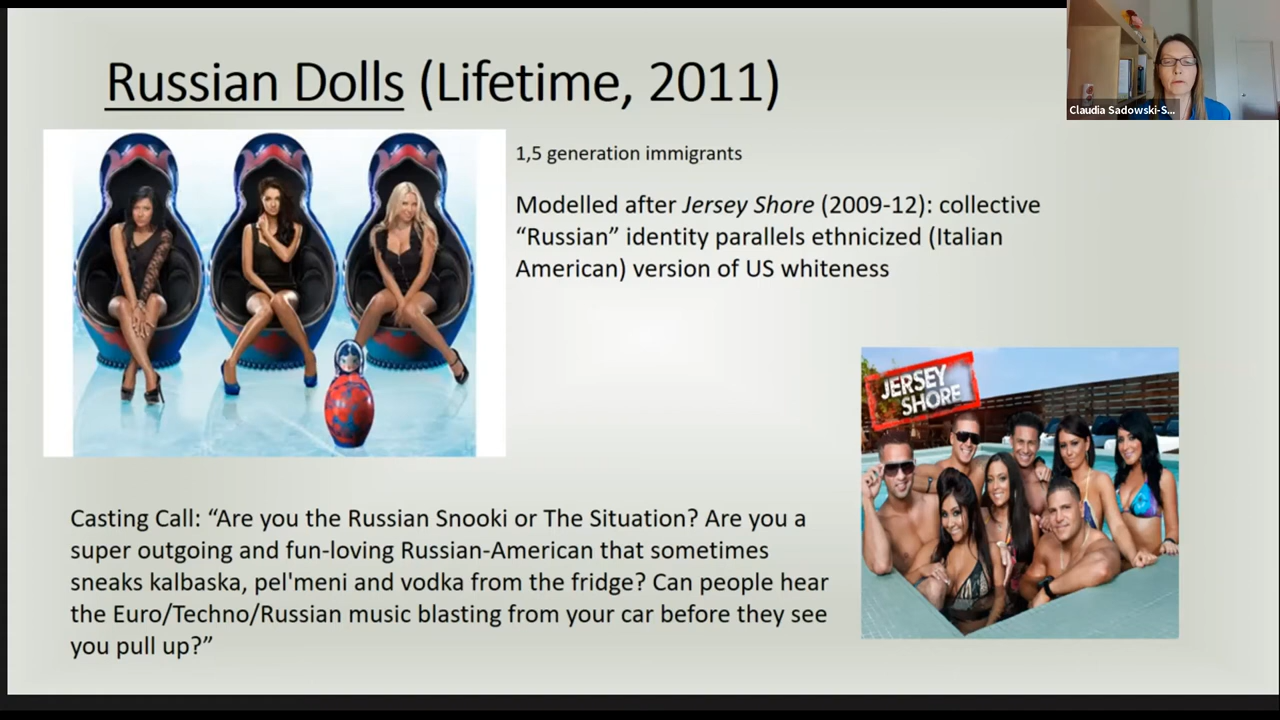 Russian Dolls (Lifetime, 2011)
Claudia Sadowski-S...
1,5 generation immigrants
Modelled after Jersey Shore (2009-12): collective
“Russian” identity parallels ethnicized (Italian
American) version of US whiteness
JERSEY
SHORE
Casting Call: “Are you the Russian Snooki or The Situation? Are you a
super outgoing and fun-loving Russian-American that sometimes
sneaks kalbaska, pel'meni and vodka from the fridge? Can people hear
the Euro/Techno/Russian music blasting from your car before they see
you pull up?”